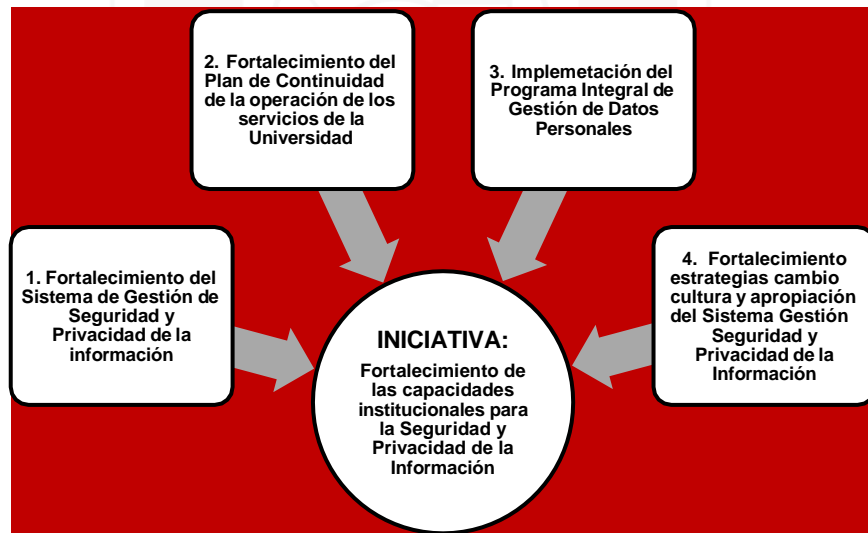 2. Fortalecimiento del
Plan de Continuidad
de la operación de los
servicios de la
Universidad
3. Implemetación del
Programa Integral de
Gestión de Datos
Personales
1. Fortalecimiento del
Sistema de Gestión de
Seguridad y
Privacidad de la
información
4. Fortalecimiento
estrategias cambio
cultura y apropiación
del Sistema Gestión
Seguridad y
Privacidad de la
Información
INICIATIVA:
Fortalecimiento de
las capacidades
institucionales para
la Seguridad y
Privacidad de la
Información